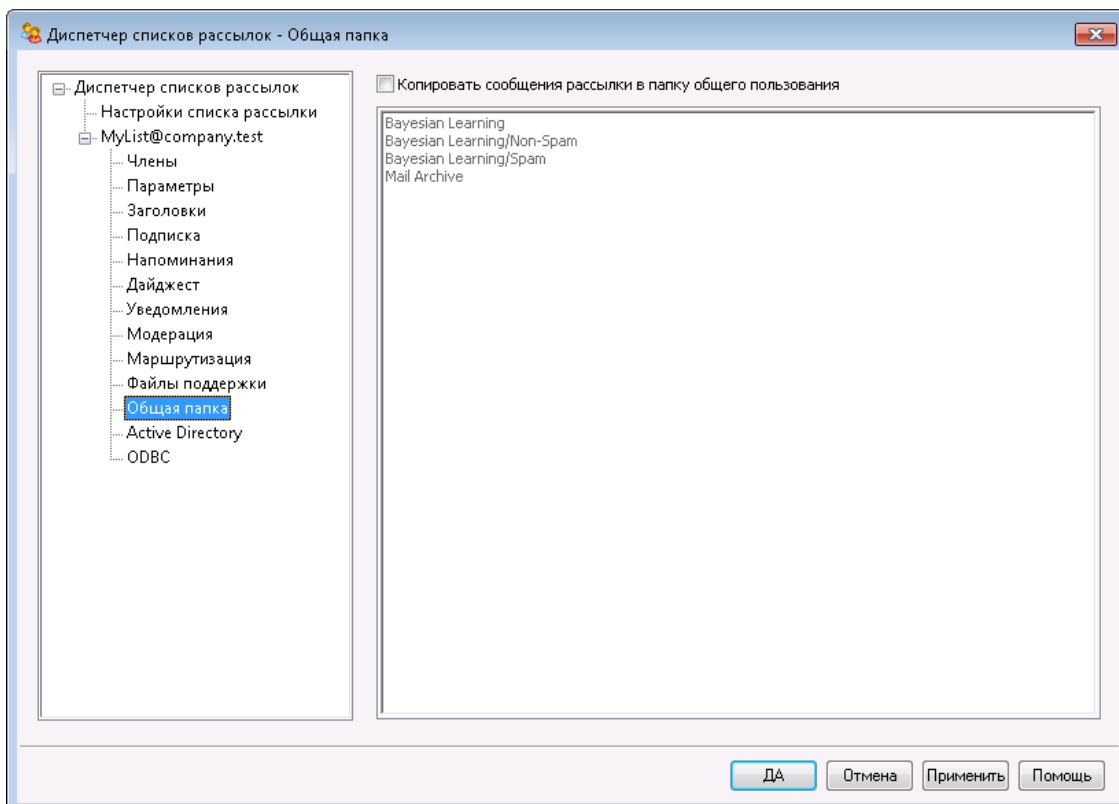 Диспетчер списков рассылок - Общая папка
Диспетчер списков рассылок
Настройки списка рассылки
MyList@company.test
Члены
Параметры
Заголовки
Подписка
Напоминания
Дайджест
Уведомления
Модерация
Маршрутизация
Файлы поддержки
Общая папка
Active Directory
ODBC
Копировать сообщения рассылки в папку общего пользования
Bayesian Learning
Bayesian Learning/Non-Spam
Bayesian Learning/Spam
Mail Archive
ДА
Отмена
Применить
Помощь